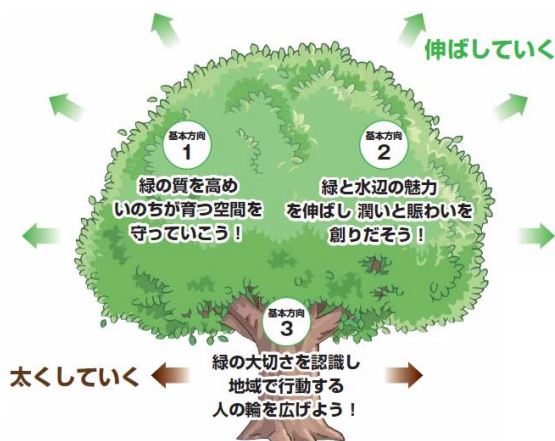 伸ばしていく
基本方向
1
緑の質を高め
いのちが育つ空間を
守っていこう！
基本方向
2
緑と水辺の魅力
を伸ばし 潤いと賑わいを
創りだそう！
基本方向
3
緑の大切さを認識し
地域で行動する
人の輪を広げよう！
太くしていく